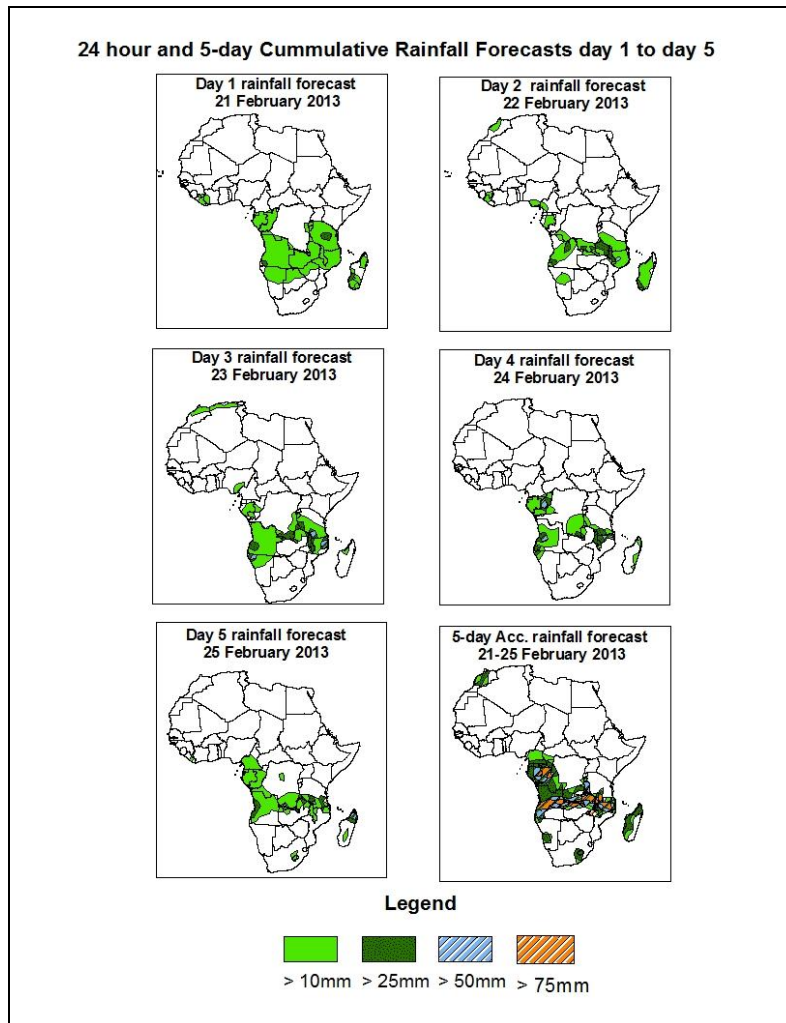 24 hour and 5-day Cummulative Rainfall Forecasts day 1 to day 5
Day 1 rainfall forecast
21 February 2013
Day 2 rainfall forecast
22 February 2013
Day 3 rainfall forecast
23 February 2013
Day 4 rainfall forecast
24 February 2013
Day 5 rainfall forecast
25 February 2013
5-day Acc. rainfall forecast
21-25 February 2013
Legend
> 10mm > 25mm > 50mm > 75mm